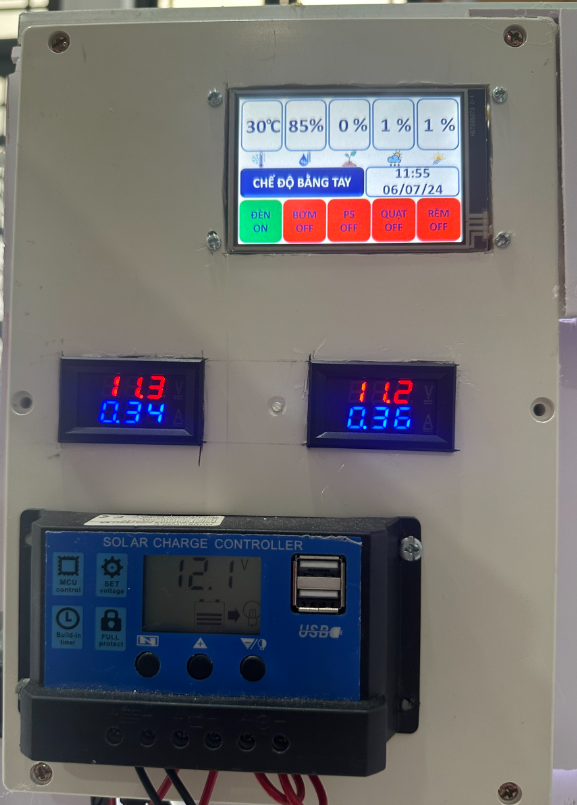 30°C 85% 0% 1% 1%
CHẾ ĐỘ BẰNG TAY
11:55
06/07/24
ĐÈN ON
BƠM OFF
PS OFF
QUẠT OFF
RÈM OFF
11.3 V
0.34 A
11.2 V
0.36 A
SOLAR CHARGE CONTROLLER
MCU control
SET voltage
12.1 V
Build-in timer
FULL protect
USB